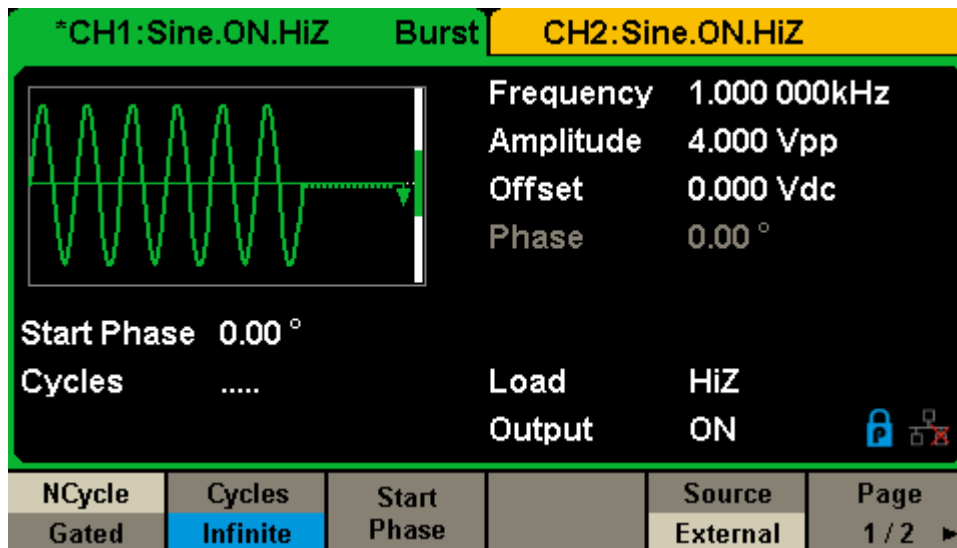 *CH1:Sine.ON.HiZ Burst CH2:Sine.ON.HiZ
Frequency 1.000 000kHz
Amplitude 4.000 Vpp
Offset 0.000 Vdc
Phase 0.00 °
Start Phase 0.00 °
Cycles .....
Load HiZ
Output ON
P
NCycle Cycles Start Source Page
Gated Infinite Phase External 1 / 2 ►